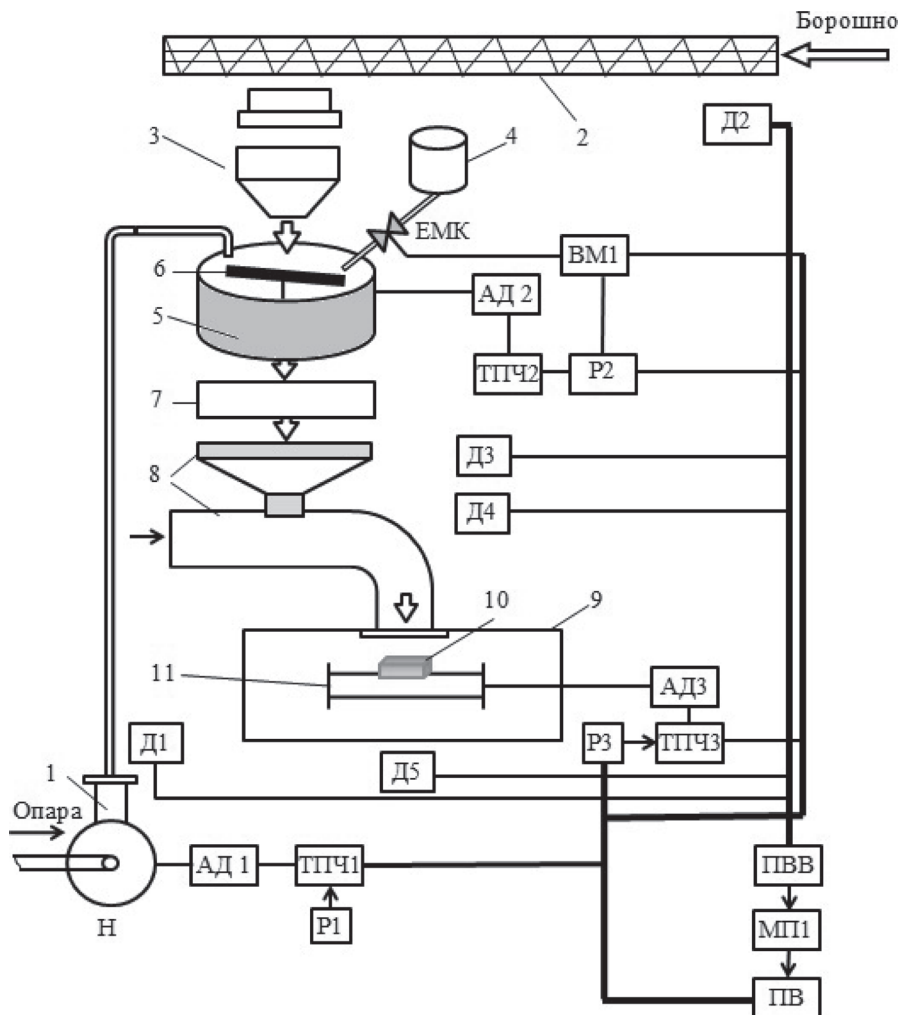 Борошно
2
Д2
3
4
ЕМК
ВМ1
6
АД 2
5
ТПЧ2
Р2
7
Д3
8
Д4
10
9
11
АД3
Д1
Р3
ТПЧ3
Д5
1
Опара
АД 1
ТПЧ1
ПВВ
Н
Р1
МП1
ПВ